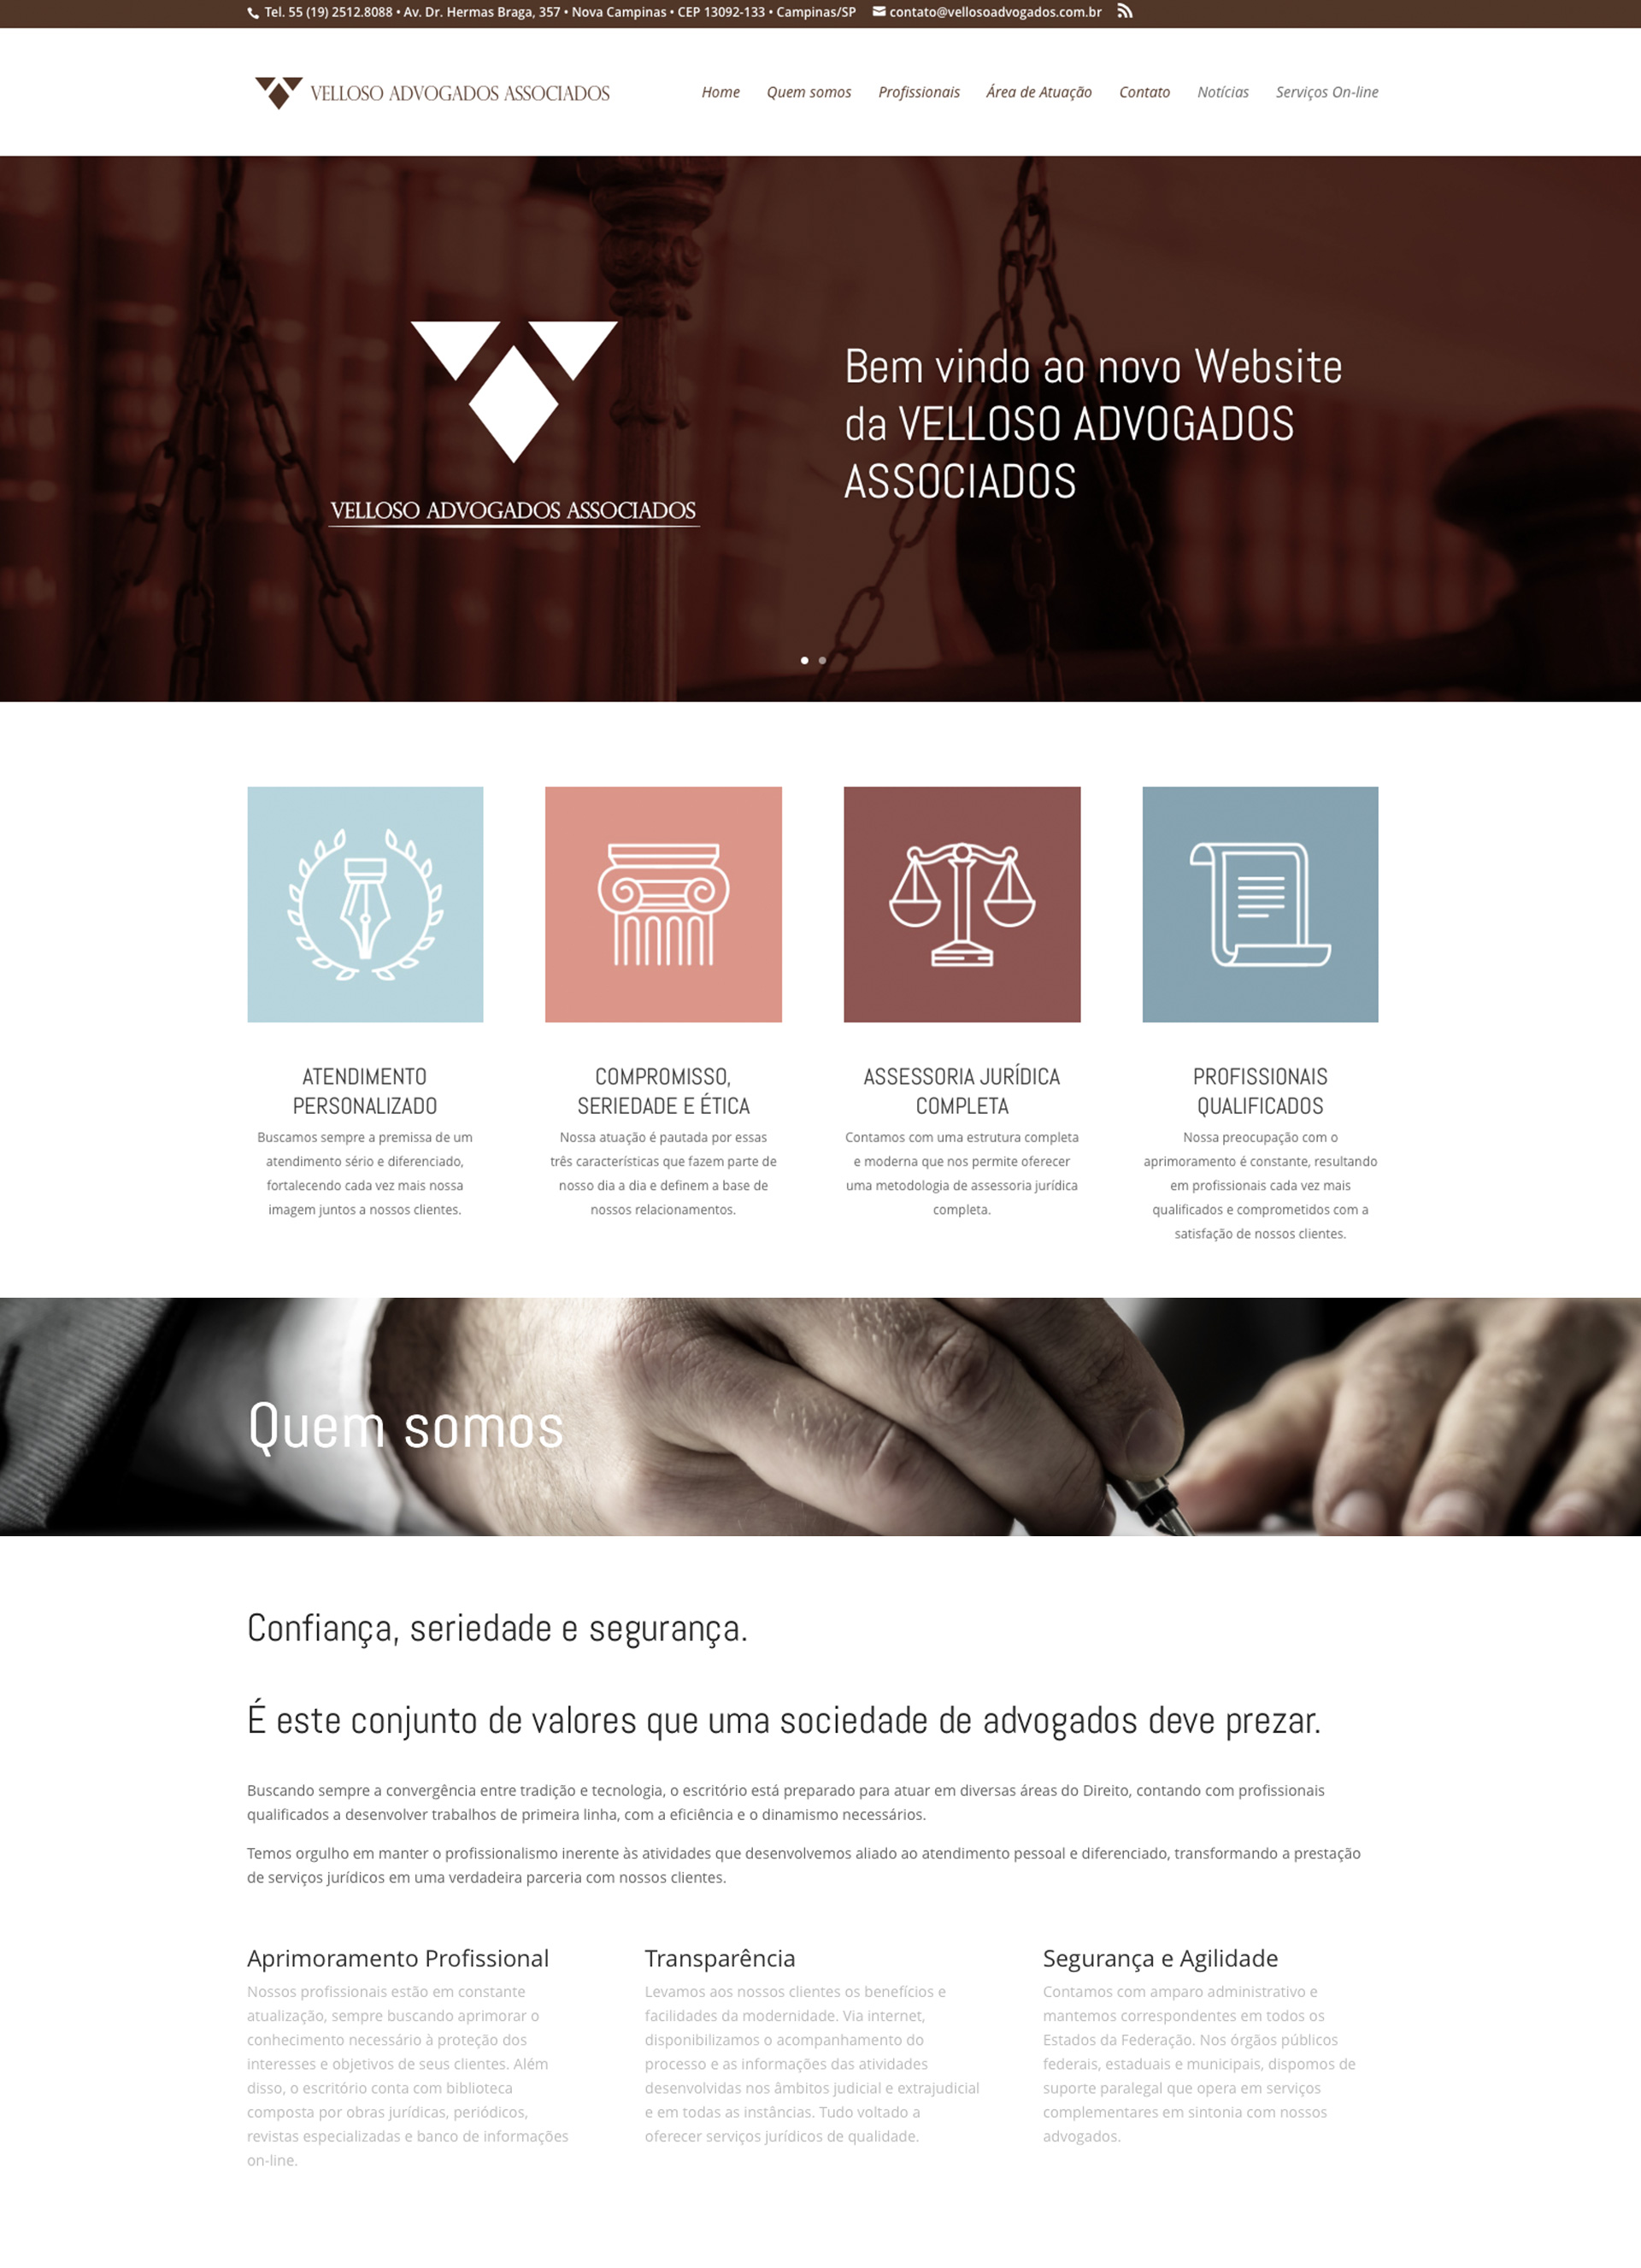 Tel. 55 (19) 2512.8088 • Av. Dr. Hermas Braga, 357 • Nova Campinas • CEP 13092-133 • Campinas/SP contato@vellosoadvogados.com.br
VELLOSO ADVOGADOS ASSOCIADOS
Home Quem somos Profissionais Área de Atuação Contato Notícias Serviços On-line
VELLOSO ADVOGADOS ASSOCIADOS
Bem vindo ao novo Website
da VELLOSO ADVOGADOS
ASSOCIADOS
ATENDIMENTO
PERSONALIZADO
Buscamos sempre a premissa de um
atendimento sério e diferenciado,
fortalecendo cada vez mais nossa
imagem juntos a nossos clientes.
COMPROMISSO,
SERIEDADE E ÉTICA
Nossa atuação é pautada por essas
três características que fazem parte de
nosso dia a dia e definem a base de
nossos relacionamentos.
ASSESSORIA JURÍDICA
COMPLETA
Contamos com uma estrutura completa
e moderna que nos permite oferecer
uma metodologia de assessoria jurídica
completa.
PROFISSIONAIS
QUALIFICADOS
Nossa preocupação com o
aprimoramento é constante, resultando
em profissionais cada vez mais
qualificados e comprometidos com a
satisfação de nossos clientes.
Quem somos
Confiança, seriedade e segurança.
É este conjunto de valores que uma sociedade de advogados deve prezar.
Buscando sempre a convergência entre tradição e tecnologia, o escritório está preparado para atuar em diversas áreas do Direito, contando com profissionais
qualificados a desenvolver trabalhos de primeira linha, com a eficiência e o dinamismo necessários.
Temos orgulho em manter o profissionalismo inerente às atividades que desenvolvemos aliado ao atendimento pessoal e diferenciado, transformando a prestação
de serviços jurídicos em uma verdadeira parceria com nossos clientes.
Aprimoramento Profissional
Nossos profissionais estão em constante
atualização, sempre buscando aprimorar o
conhecimento necessário à proteção dos
interesses e objetivos de seus clientes. Além
disso, o escritório conta com biblioteca
composta por obras jurídicas, periódicos,
revistas especializadas e banco de informações
on-line.
Transparência
Levamos aos nossos clientes os benefícios e
facilidades da modernidade. Via internet,
disponibilizamos o acompanhamento do
processo e as informações das atividades
desenvolvidas nos âmbitos judicial e extrajudicial
e em todas as instâncias. Tudo voltado a
oferecer serviços jurídicos de qualidade.
Segurança e Agilidade
Contamos com amparo administrativo e
mantemos correspondentes em todos os
Estados da Federação. Nos órgãos públicos
federais, estaduais e municipais, dispomos de
suporte paralegal que opera em serviços
complementares em sintonia com nossos
advogados.